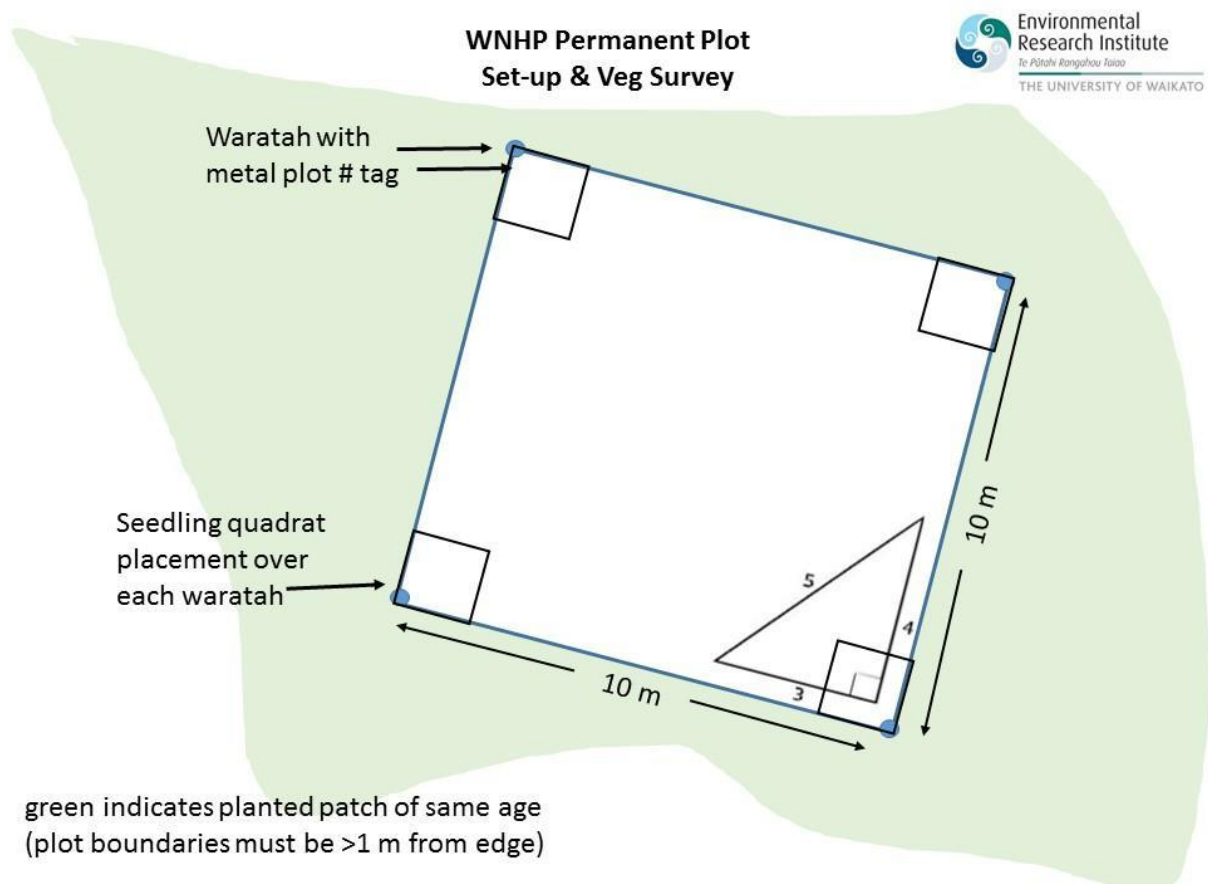 WNHP Permanent Plot
Set-up & Veg Survey
Environmental
Research Institute
Te Pūtahi Rangahau Taiao
THE UNIVERSITY OF WAIKATO
Waratah with
metal plot # tag
Seedling quadrat
placement over
each waratah
5
4
3
10 m
10 m
green indicates planted patch of same age
(plot boundaries must be >1 m from edge)